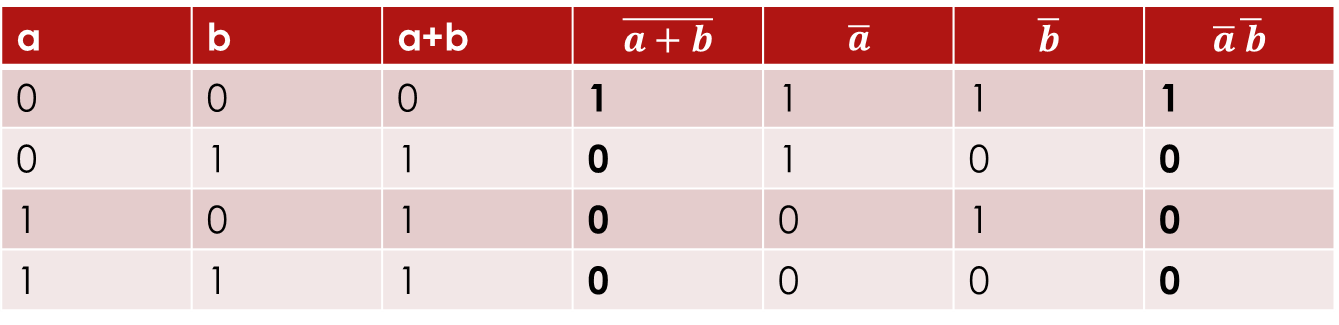 a b a+b $\overline{a + b}$ $\overline{a}$ $\overline{b}$ $\overline{a}\,\overline{b}$
0 0 0 1 1 1 1
0 1 1 0 1 0 0
1 0 1 0 0 1 0
1 1 1 0 0 0 0